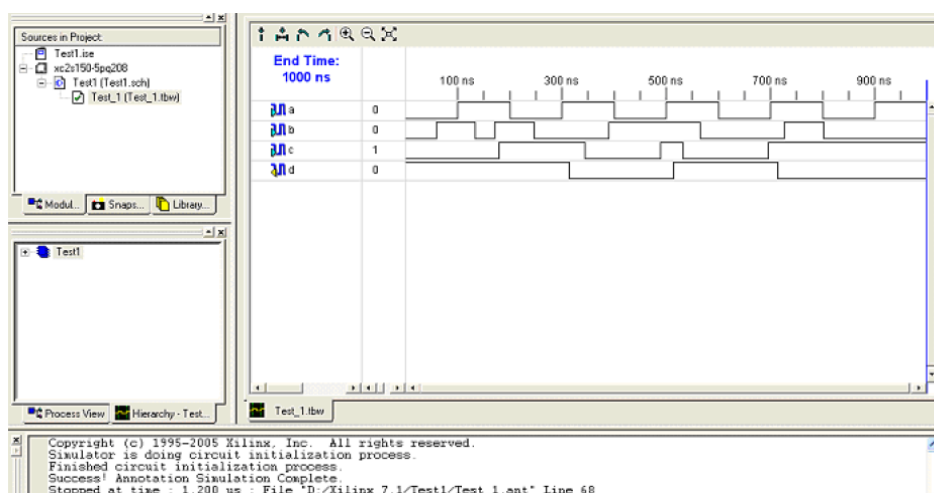 Sources in Project:
Test1.ise
xc2s150-5pq208
Test1 (Test1.sch)
Test_1 (Test_1.tbw)
Modul...
Snaps...
Library...
Test1
Process View
Hierarchy - Test...
End Time:
1000 ns
100 ns 300 ns 500 ns 700 ns 900 ns
a 0
b 0
c 1
d 0
Test_1.tbw
Copyright (c) 1995-2005 Xilinx, Inc.  All rights reserved.
Simulator is doing circuit initialization process.
Finished circuit initialization process.
Success! Annotation Simulation Complete.
Stopped at time : 1.200 us : File "D:/Xilinx 7.1/Test1/Test_1.ant" Line 68